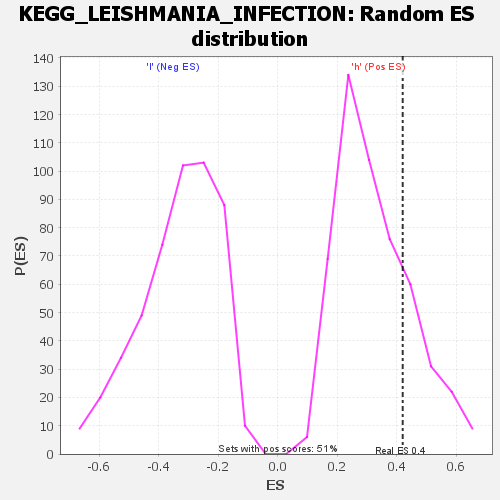 KEGG_LEISHMANIA_INFECTION: Random ES
distribution
'l' (Neg ES)
'h' (Pos ES)
140
130
120
110
100
90
80
70
60
50
40
30
20
10
0
P(ES)
Sets with pos scores: 51%
Real ES 0.4
-0.6 -0.4 -0.2 0.0 0.2 0.4 0.6
ES